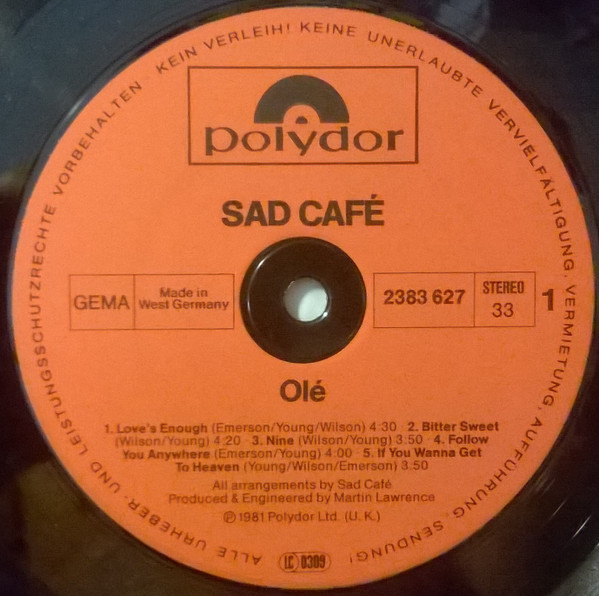 ALLE URHEBER- UND LEISTUNGSSCHUTZRECHTE VORBEHALTEN · KEIN VERLEIH! KEINE UNERLAUBTE VERVIELFÄLTIGUNG, VERMIETUNG, AUFFÜHRUNG, SENDUNG!
polydor
SAD CAFÉ
GEMA
Made in
West Germany
2383 627
STEREO
33
1
Olé
1. Love's Enough (Emerson/Young/Wilson) 4:30 · 2. Bitter Sweet
(Wilson/Young) 4:20 · 3. Nine (Wilson/Young) 3:50 · 4. Follow
You Anywhere (Emerson/Young) 4:00 · 5. If You Wanna Get
To Heaven (Young/Wilson/Emerson) 3:50
All arrangements by Sad Café
Produced & Engineered by Martin Lawrence
℗ 1981 Polydor Ltd. (U.K.)
LC 0309